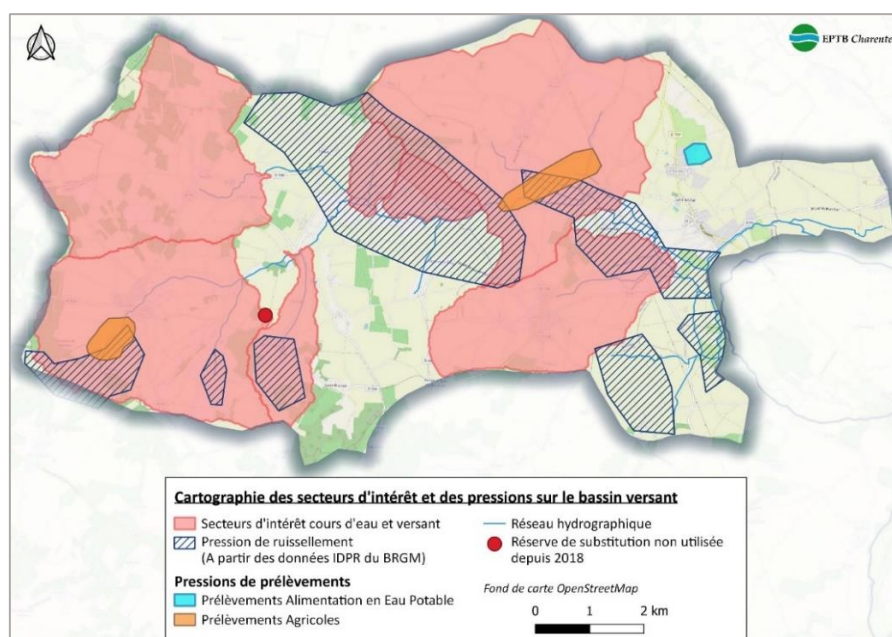 EPTB Charente
Cartographie des secteurs d'intérêt et des pressions sur le bassin versant
Secteurs d'intérêt cours d'eau et versant
Pression de ruissellement
(A partir des données IDPR du BRGM)
Pressions de prélèvements
Prélèvements Alimentation en Eau Potable
Prélèvements Agricoles
Réseau hydrographique
Réserve de substitution non utilisée
depuis 2018
Fond de carte OpenStreetMap
0 1 2 km